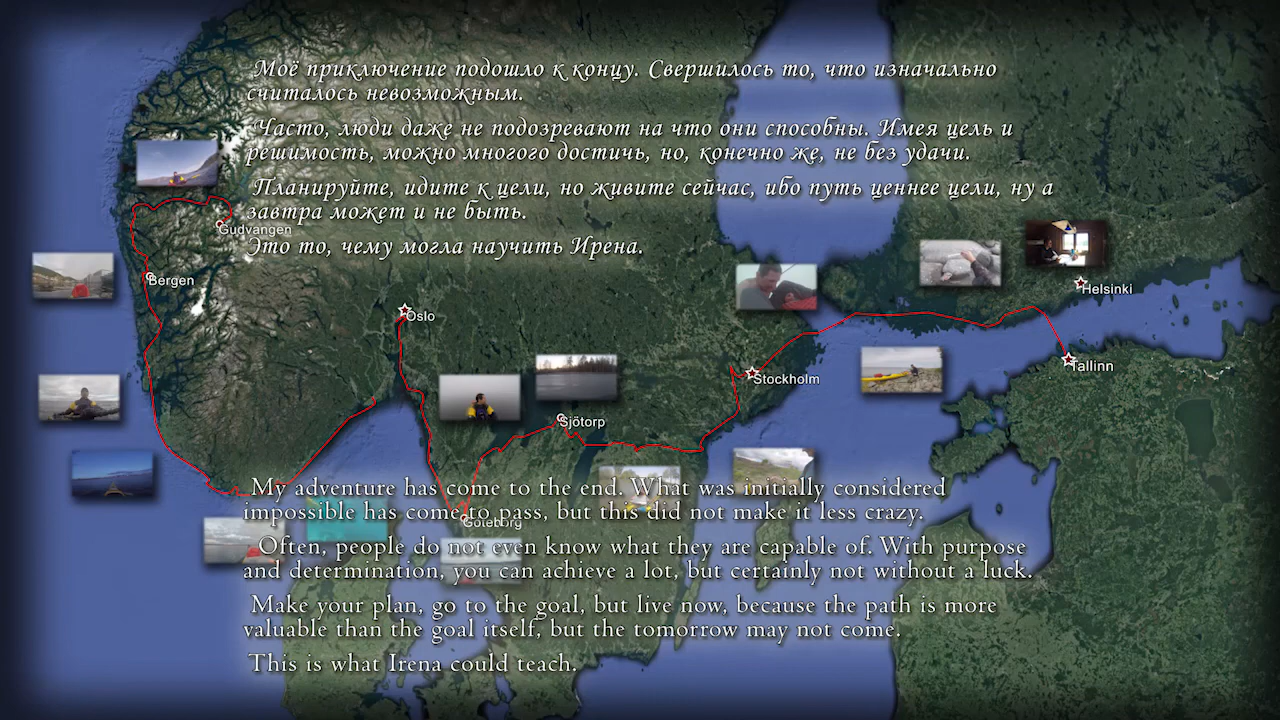 Моё приключение подошло к концу. Свершилось то, что изначально
считалось невозможным.
Часто, люди даже не подозревают на что они способны. Имея цель и
решимость, можно многого достичь, но, конечно же, не без удачи.
Планируйте, идите к цели, но живите сейчас, ибо путь ценнее цели, ну а
завтра может и не быть.
Gudvangen
Это то, чему могла научить Ирена.
Bergen
Helsinki
Oslo
Tallinn
Stockholm
Sjötorp
My adventure has come to the end. What was initially considered
impossible has come to pass, but this did not make it less crazy.
Göteborg
Often, people do not even know what they are capable of. With purpose
and determination, you can achieve a lot, but certainly not without a luck.
Make your plan, go to the goal, but live now, because the path is more
valuable than the goal itself, but the tomorrow may not come.
This is what Irena could teach.